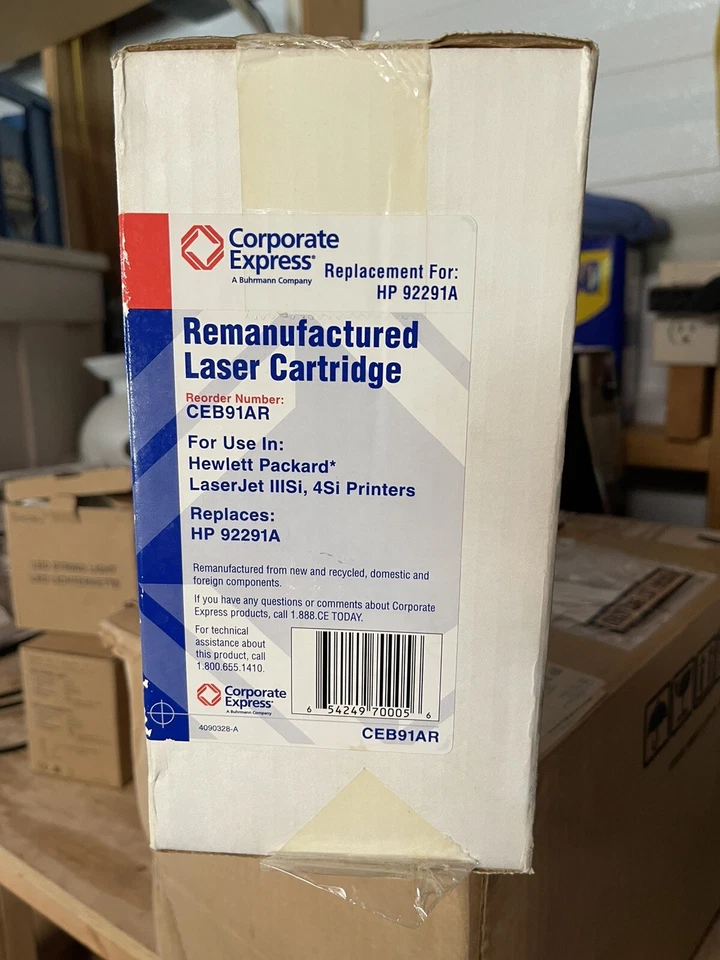 Corporate
Express®
A Buhrmann Company
Replacement For:
HP 92291A
Remanufactured
Laser Cartridge
Reorder Number:
CEB91AR
For Use In:
Hewlett Packard*
LaserJet IIISi, 4Si Printers
Replaces:
HP 92291A
Remanufactured from new and recycled, domestic and
foreign components.
If you have any questions or comments about Corporate
Express products, call 1.888.CE TODAY.
For technical
assistance about
this product, call
1.800.655.1410.
Corporate
Express®
A Buhrmann Company
6 54249 70005 6
4090328-A
CEB91AR